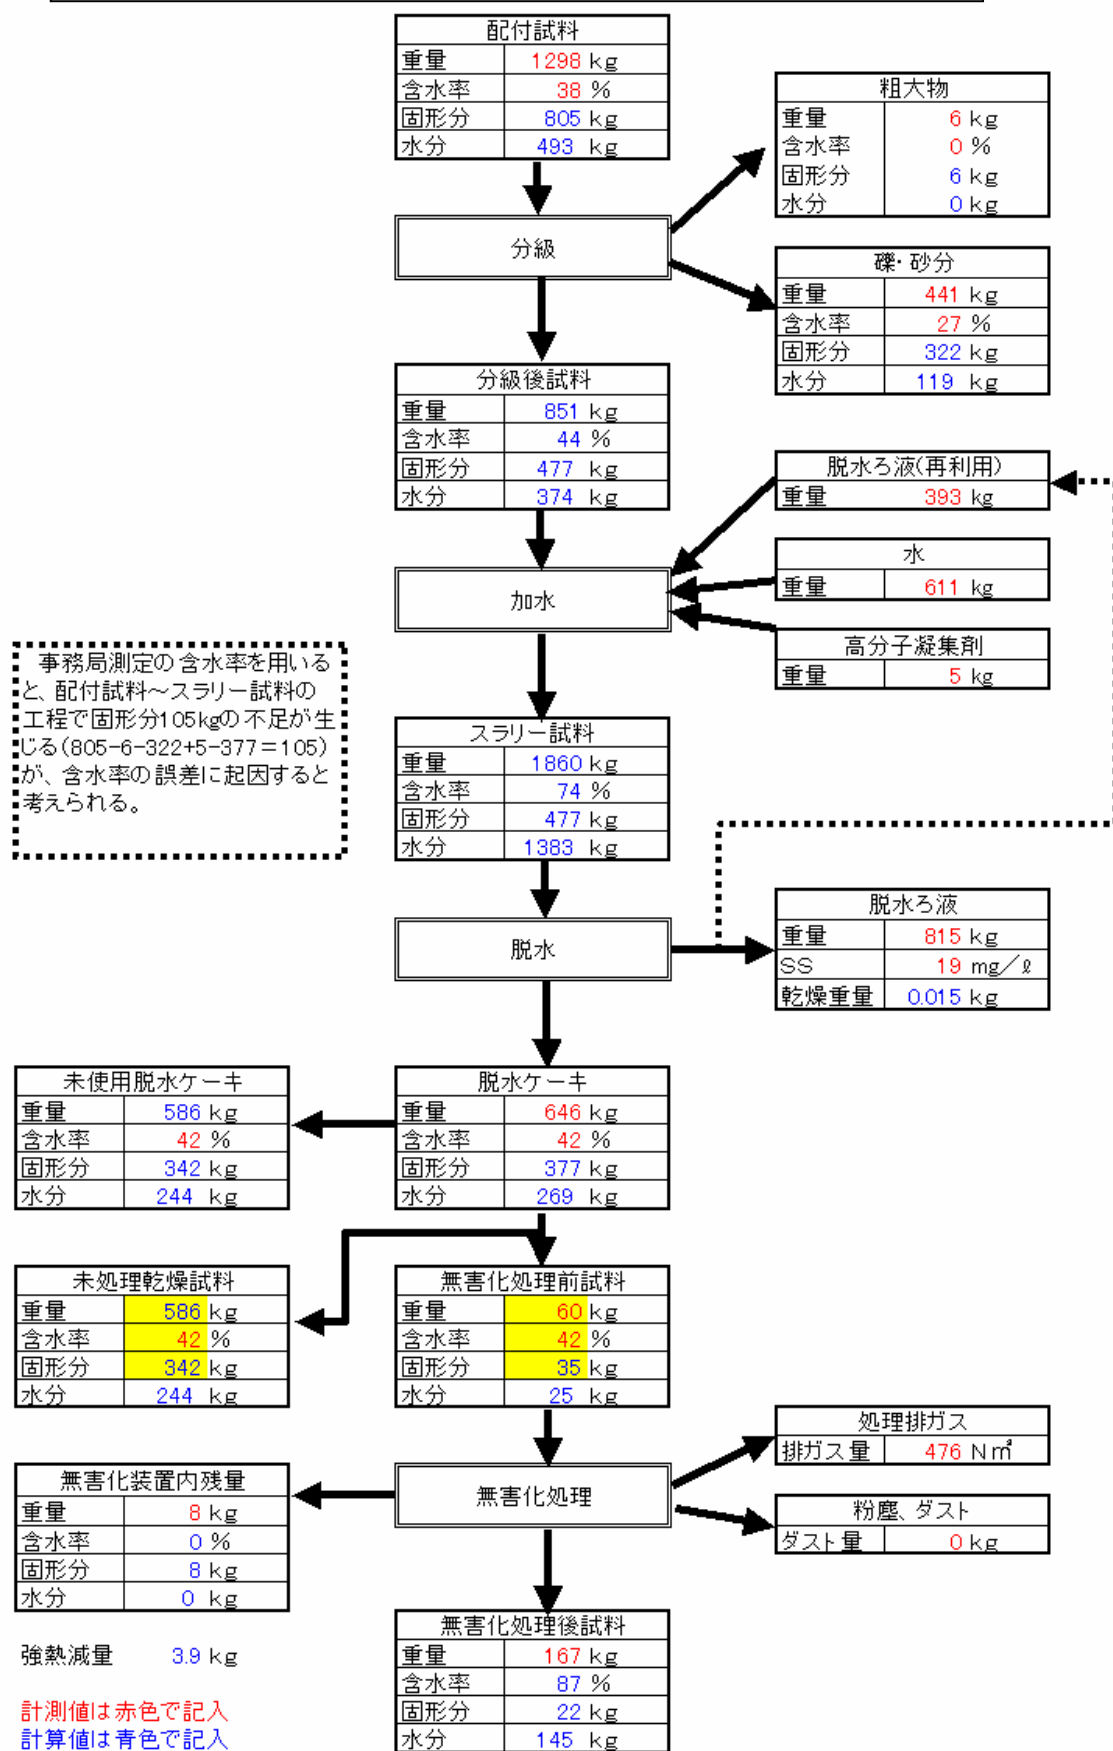 配付試料
重量 1298 kg
含水率 38 %
固形分 805 kg
水分 493 kg
粗大物
重量 6 kg
含水率 0 %
固形分 6 kg
水分 0 kg
分級
礫・砂分
重量 441 kg
含水率 27 %
固形分 322 kg
水分 119 kg
分級後試料
重量 851 kg
含水率 44 %
固形分 477 kg
水分 374 kg
脱水ろ液(再利用)
重量 393 kg
水
重量 611 kg
加水
高分子凝集剤
重量 5 kg
事務局測定の含水率を用いる
と、配付試料～スラリー試料の
工程で固形分105kgの不足が生
じる(805-6-322+5-377=105)
が、含水率の誤差に起因すると
考えられる。
スラリー試料
重量 1860 kg
含水率 74 %
固形分 477 kg
水分 1383 kg
脱水
脱水ろ液
重量 815 kg
SS 19 mg／ℓ
乾燥重量 0.015 kg
未使用脱水ケーキ
重量 586 kg
含水率 42 %
固形分 342 kg
水分 244 kg
脱水ケーキ
重量 646 kg
含水率 42 %
固形分 377 kg
水分 269 kg
未処理乾燥試料
重量 586 kg
含水率 42 %
固形分 342 kg
水分 244 kg
無害化処理前試料
重量 60 kg
含水率 42 %
固形分 35 kg
水分 25 kg
処理排ガス
排ガス量 476 N㎥
無害化処理
粉塵、ダスト
ダスト量 0 kg
無害化装置内残量
重量 8 kg
含水率 0 %
固形分 8 kg
水分 0 kg
無害化処理後試料
重量 167 kg
含水率 87 %
固形分 22 kg
水分 145 kg
強熱減量 3.9 kg
計測値は赤色で記入
計算値は青色で記入